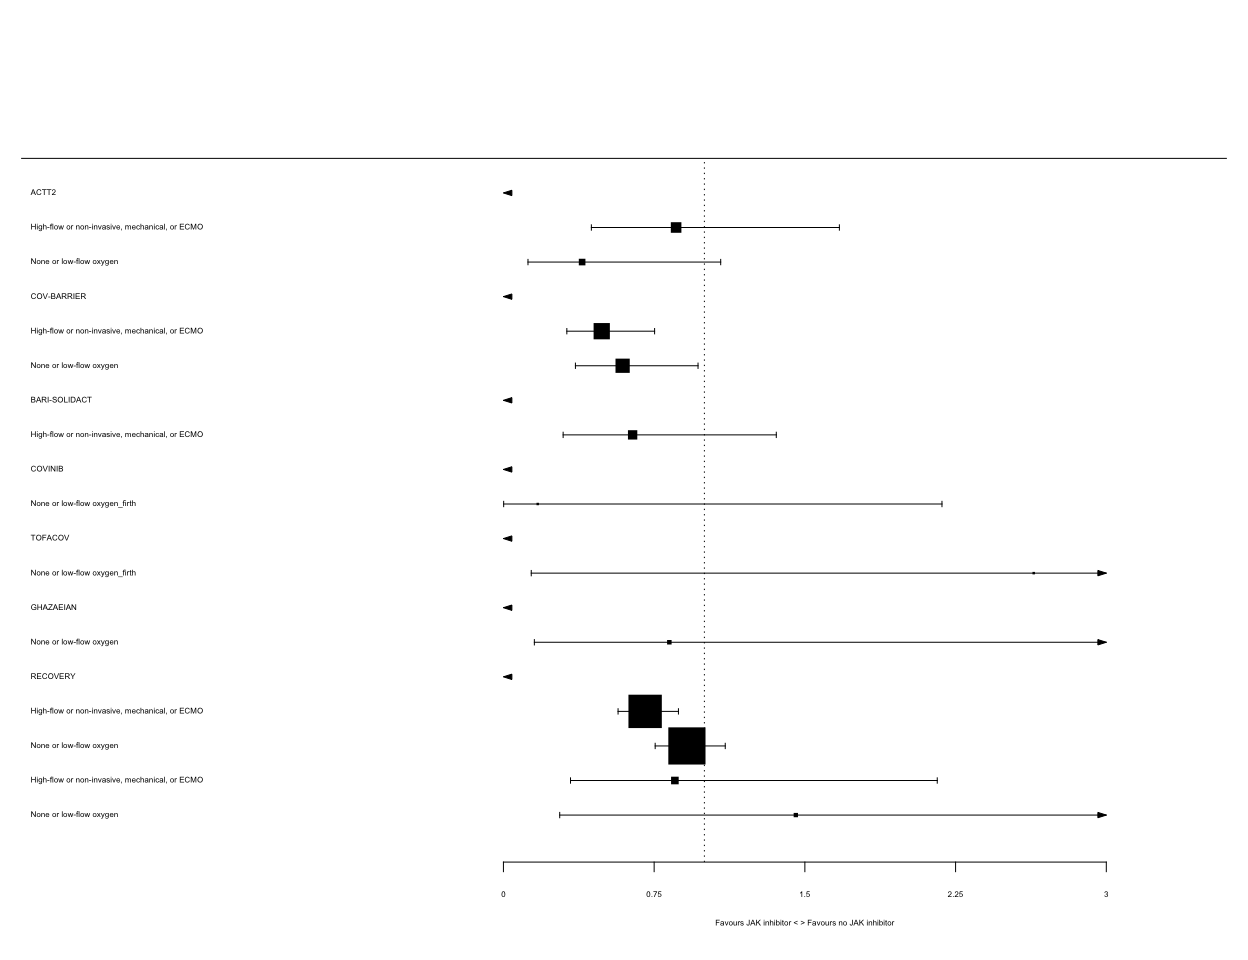 ACTT2
High-flow or non-invasive, mechanical, or ECMO
None or low-flow oxygen
COV-BARRIER
High-flow or non-invasive, mechanical, or ECMO
None or low-flow oxygen
BARI-SOLIDACT
High-flow or non-invasive, mechanical, or ECMO
COVINIB
None or low-flow oxygen_firth
TOFACOV
None or low-flow oxygen_firth
GHAZAEIAN
None or low-flow oxygen
RECOVERY
High-flow or non-invasive, mechanical, or ECMO
None or low-flow oxygen
High-flow or non-invasive, mechanical, or ECMO
None or low-flow oxygen
0 0.75 1.5 2.25 3
Favours JAK inhibitor < > Favours no JAK inhibitor